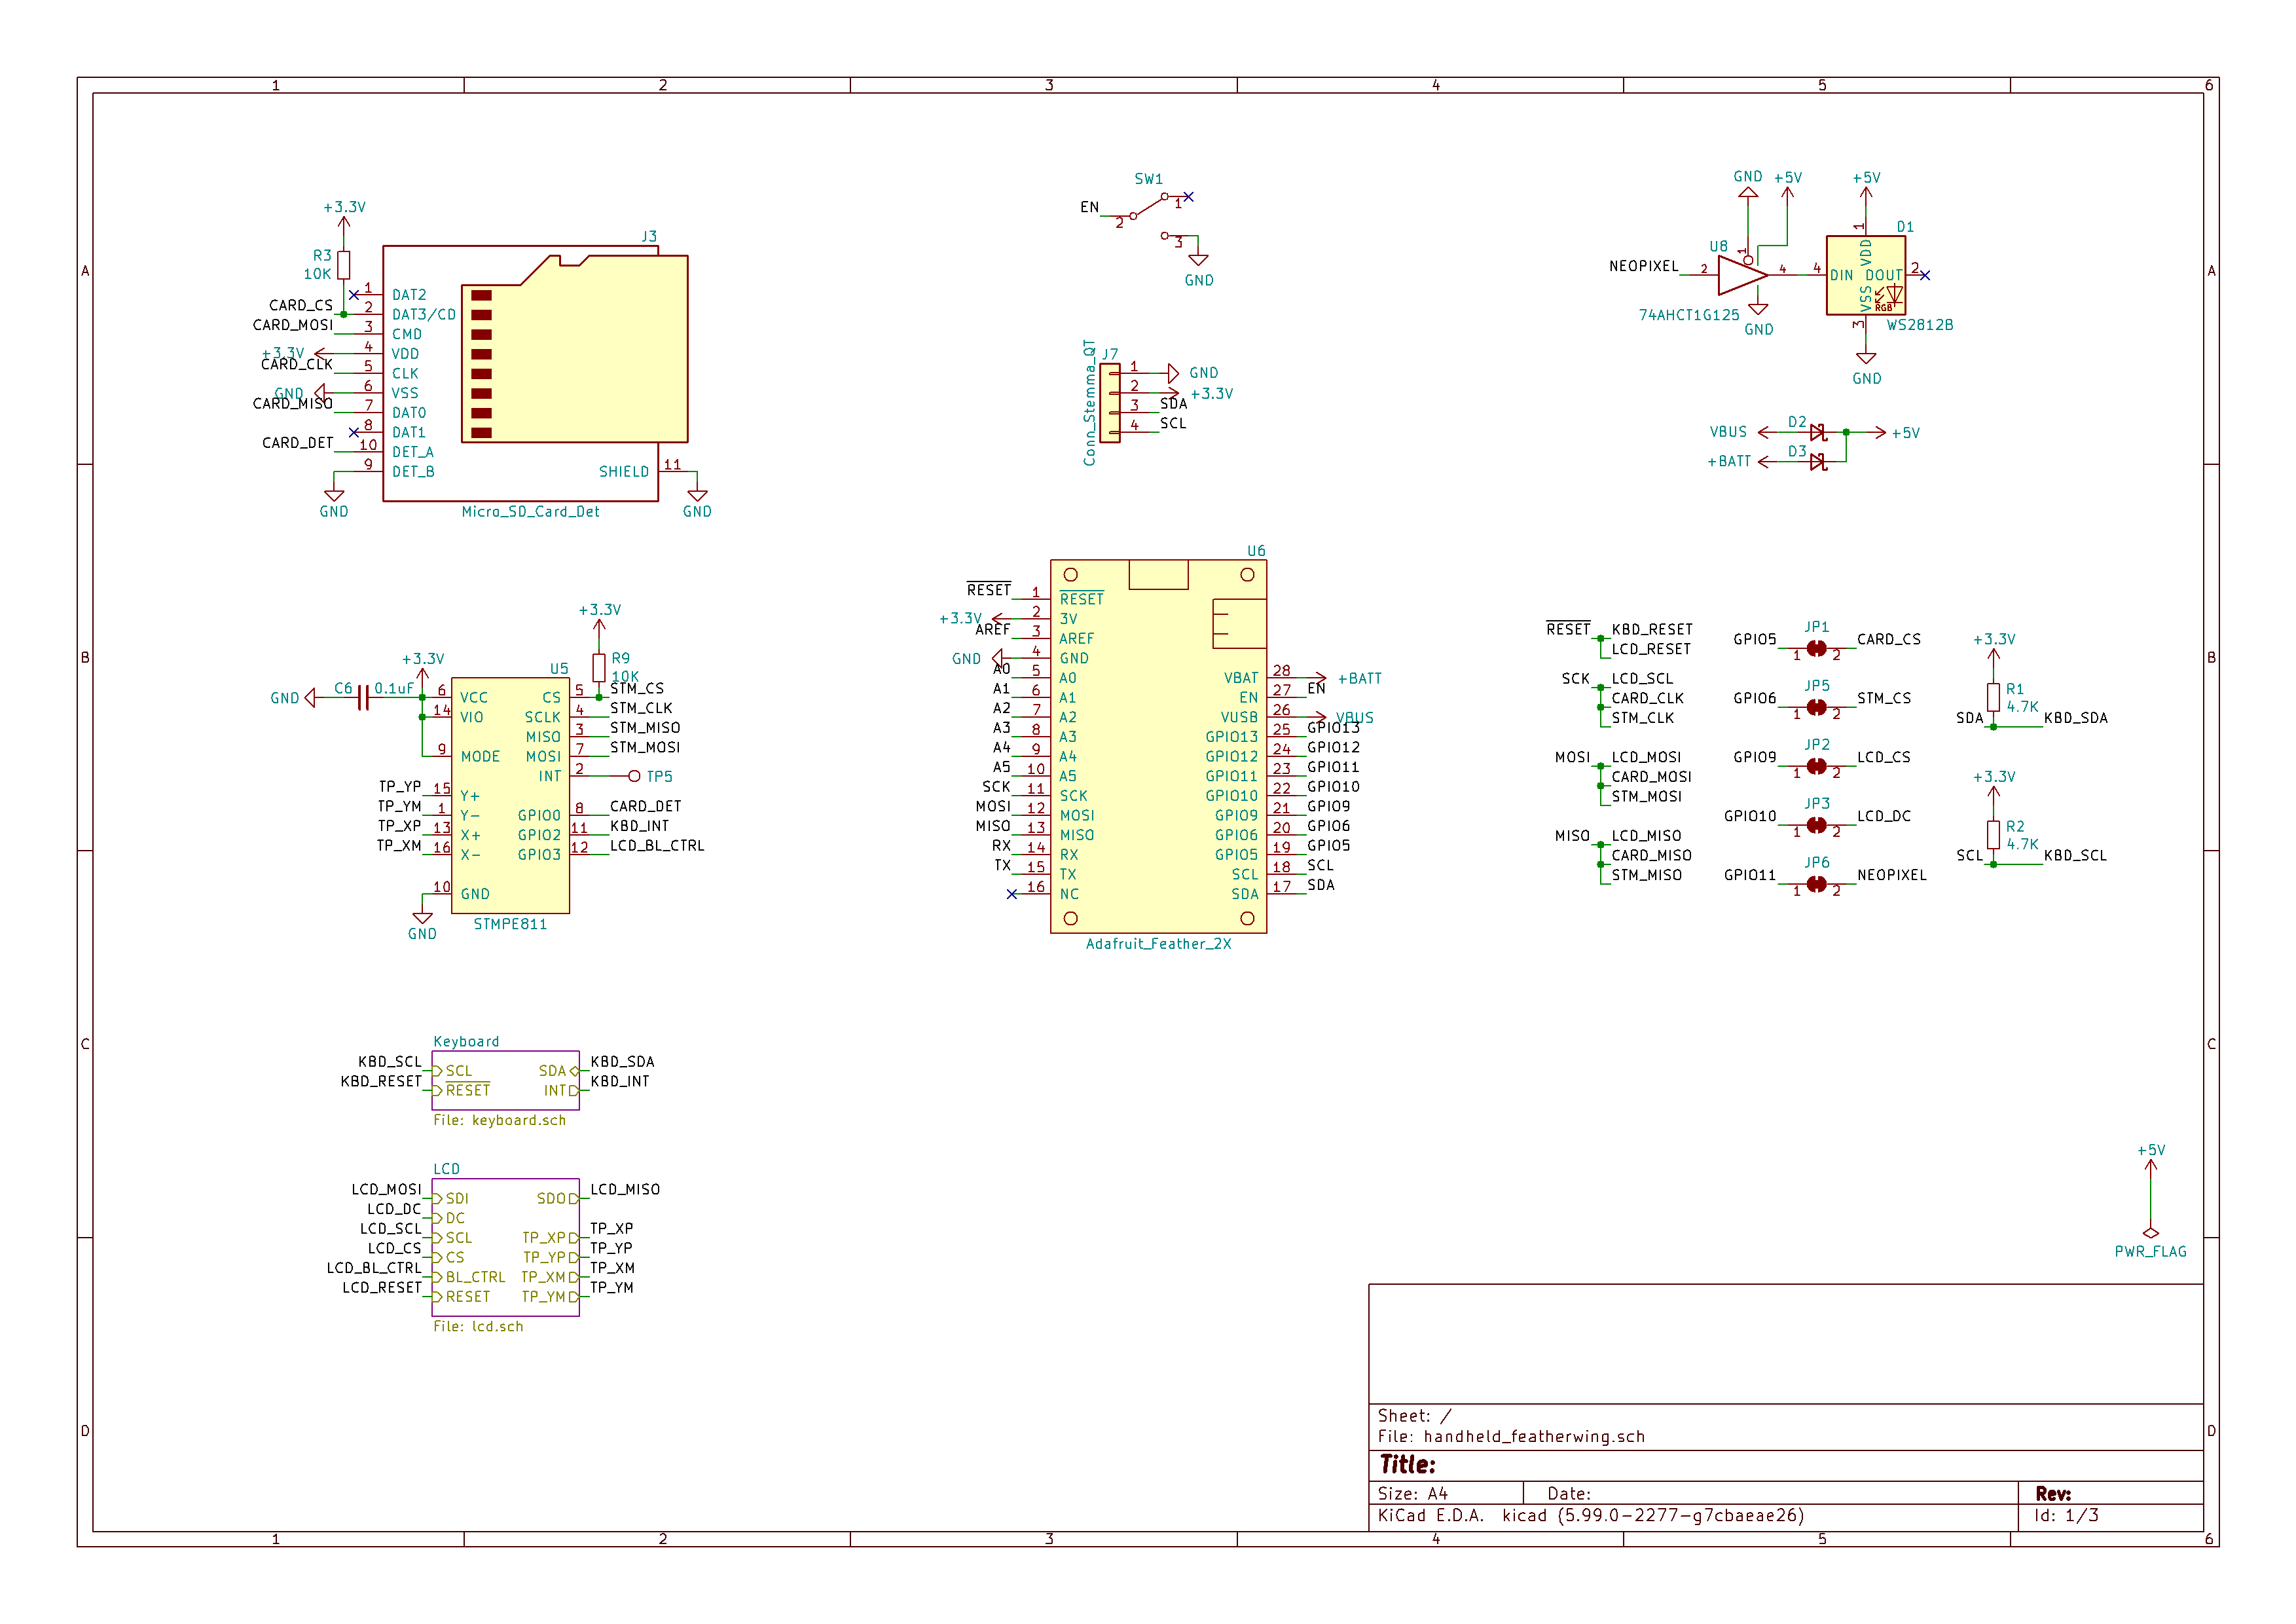 1 2 3 4 5 6
A
B
C
D
A
B
C
D
1 2 3 4 5 6
+3.3V
R3
10K
J3
CARD_CS
CARD_MOSI
+3.3V
CARD_CLK
GND
CARD_MISO
CARD_DET
1 DAT2
2 DAT3/CD
3 CMD
4 VDD
5 CLK
6 VSS
7 DAT0
8 DAT1
10 DET_A
9 DET_B
SHIELD 11
GND
Micro_SD_Card_Det
GND
SW1
EN
1
2
3
GND
J7
Conn_Stemma_QT
1 GND
2 +3.3V
3 SDA
4 SCL
GND +5V
+5V
U8
D1
NEOPIXEL
1
2
4
74AHCT1G125
GND
1
VDD
4 DIN DOUT 2
VSS
RGB
3
WS2812B
GND
VBUS D2 +5V
+BATT D3
+3.3V
R9
10K
+3.3V
U5
GND C6 0.1uF
6 VCC
14 VIO
9 MODE
TP_YP 15 Y+
TP_YM 1 Y-
TP_XP 13 X+
TP_XM 16 X-
10 GND
CS 5 STM_CS
SCLK 4 STM_CLK
MISO 3 STM_MISO
MOSI 7 STM_MOSI
INT 2 TP5
GPIO0 8 CARD_DET
GPIO2 11 KBD_INT
GPIO3 12 LCD_BL_CTRL
GND
STMPE811
U6
RESET 1 RESET
+3.3V 2 3V
AREF 3 AREF
GND 4 GND
A0 5 A0
A1 6 A1
A2 7 A2
A3 8 A3
A4 9 A4
A5 10 A5
SCK 11 SCK
MOSI 12 MOSI
MISO 13 MISO
RX 14 RX
TX 15 TX
16 NC
VBAT 28 +BATT
EN 27 EN
VUSB 26 VBUS
GPIO13 25 GPIO13
GPIO12 24 GPIO12
GPIO11 23 GPIO11
GPIO10 22 GPIO10
GPIO9 21 GPIO9
GPIO6 20 GPIO6
GPIO5 19 GPIO5
SCL 18 SCL
SDA 17 SDA
Adafruit_Feather_2X
RESET KBD_RESET
LCD_RESET
SCK LCD_SCL
CARD_CLK
STM_CLK
MOSI LCD_MOSI
CARD_MOSI
STM_MOSI
MISO LCD_MISO
CARD_MISO
STM_MISO
JP1
GPIO5 1 2 CARD_CS
JP5
GPIO6 1 2 STM_CS
JP2
GPIO9 1 2 LCD_CS
JP3
GPIO10 1 2 LCD_DC
JP6
GPIO11 1 2 NEOPIXEL
+3.3V
R1
4.7K
SDA KBD_SDA
+3.3V
R2
4.7K
SCL KBD_SCL
Keyboard
KBD_SCL SCL SDA KBD_SDA
KBD_RESET RESET INT KBD_INT
File: keyboard.sch
LCD
LCD_MOSI SDI SDO LCD_MISO
LCD_DC DC
LCD_SCL SCL TP_XP TP_XP
LCD_CS CS TP_YP TP_YP
LCD_BL_CTRL BL_CTRL TP_XM TP_XM
LCD_RESET RESET TP_YM TP_YM
File: lcd.sch
+5V
PWR_FLAG
Sheet: /
File: handheld_featherwing.sch
Title:
Size: A4 Date: Rev:
KiCad E.D.A. kicad (5.99.0-2277-g7cbaeae26) Id: 1/3